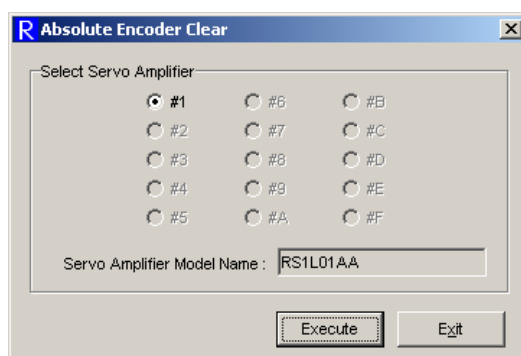 R Absolute Encoder Clear
Select Servo Amplifier
#1 #6 #B
#2 #7 #C
#3 #8 #D
#4 #9 #E
#5 #A #F
Servo Amplifier Model Name : RS1L01AA
Execute Exit